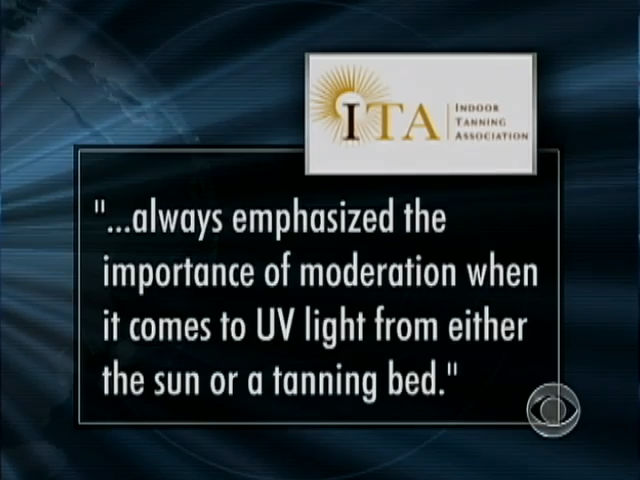 ITA
INDOOR
TANNING
ASSOCIATION
"...always emphasized the
importance of moderation when
it comes to UV light from either
the sun or a tanning bed."